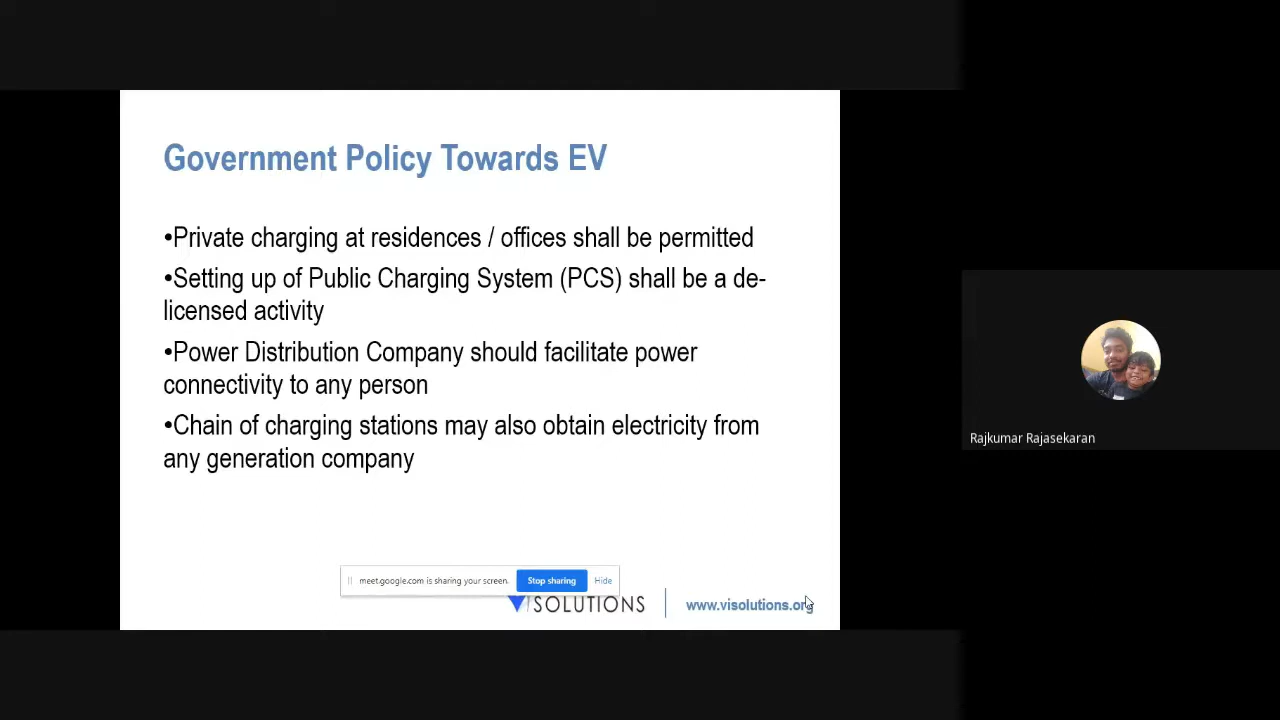 Government Policy Towards EV
•Private charging at residences / offices shall be permitted
•Setting up of Public Charging System (PCS) shall be a de-
licensed activity
•Power Distribution Company should facilitate power
connectivity to any person
•Chain of charging stations may also obtain electricity from
any generation company
Rajkumar Rajasekaran
meet.google.com is sharing your screen. Stop sharing Hide
VISOLUTIONS www.visolutions.org